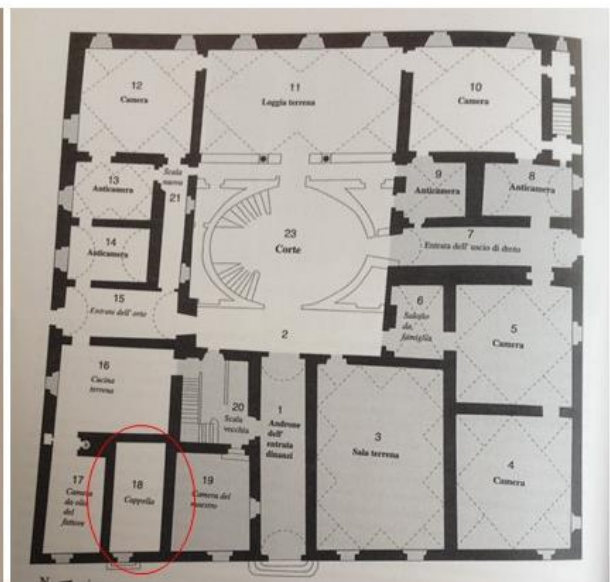 12
Camera
11
Loggia terrena
10
Camera
Scala
nuova
21
13
Anticamera
9
Anticamera
8
Anticamera
14
Anticamera
23
Corte
7
Entrata dell' uscio di dreto
15
Entrata dell' orto
6
Salotto
da
famiglia
5
Camera
2
16
Cucina
terrena
20
Scala
vecchia
1
Androne
dell'
entrata
dinanzi
3
Sala terrena
4
Camera
17
Camera
da olio
del
fattore
18
Cappella
19
Camera del
maestro
N